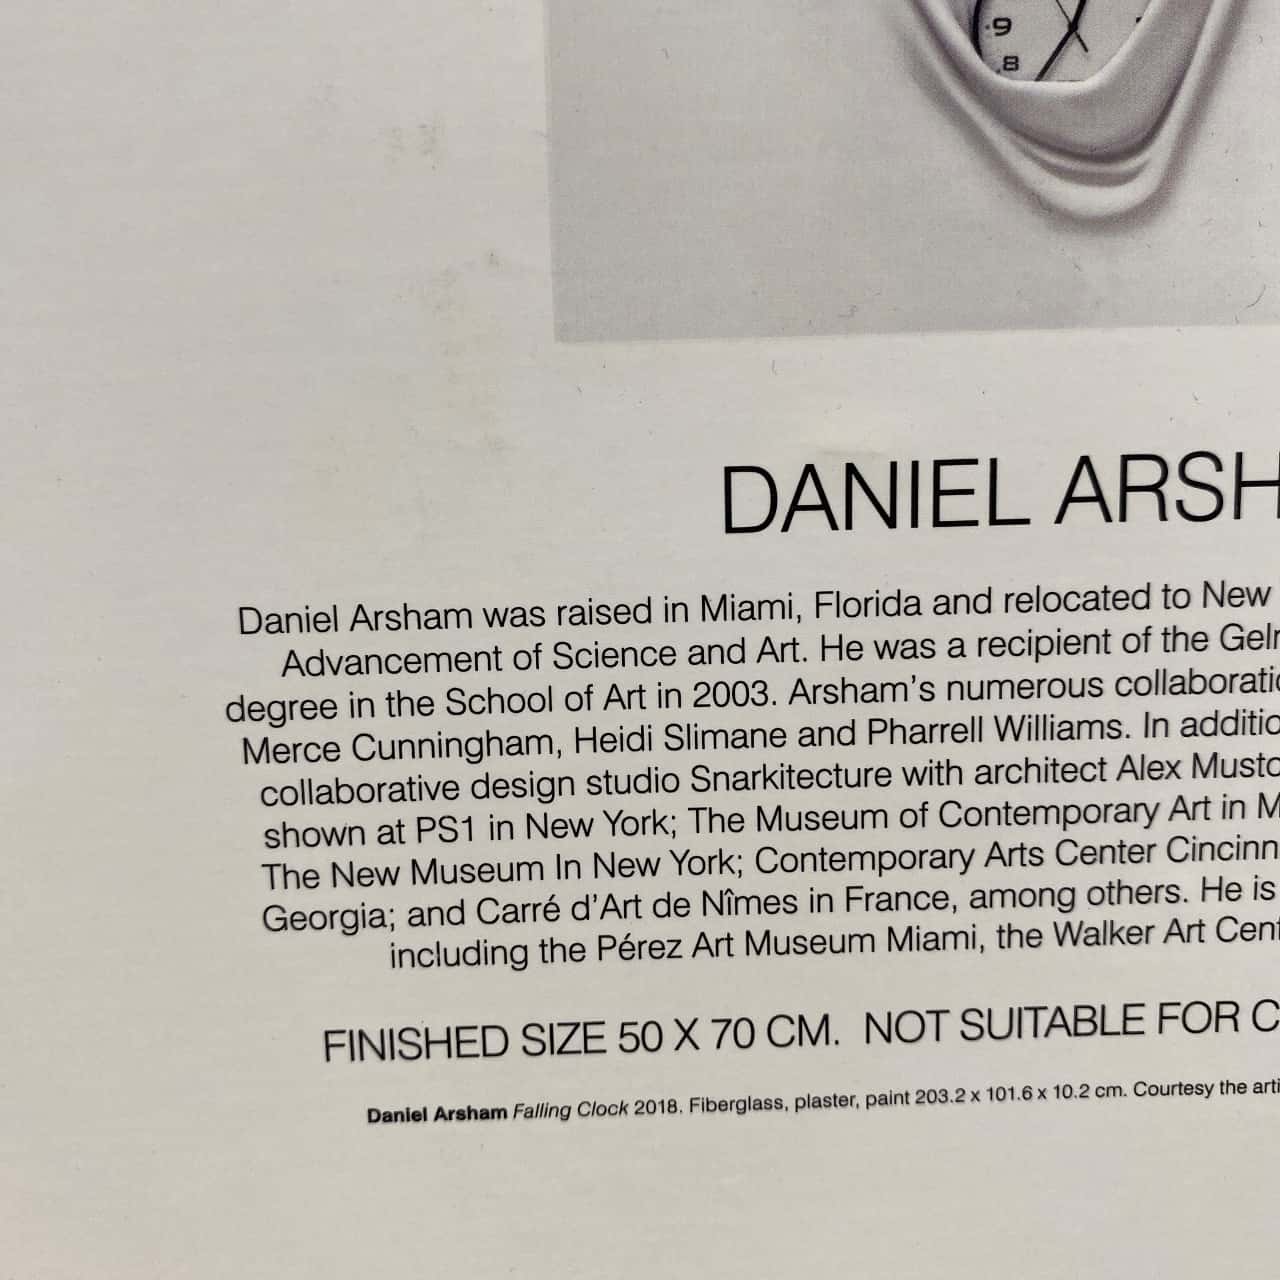 9
8
DANIEL ARSH
Daniel Arsham was raised in Miami, Florida and relocated to New
Advancement of Science and Art. He was a recipient of the
degree in the School of Art in 2003. Arsham's numerous
Merce Cunningham, Heidi Slimane and Pharrell Williams. In
collaborative design studio Snarkitecture with architect Alex
shown at PS1 in New York; The Museum of Contemporary Art in
The New Museum In New York; Contemporary Arts Center
Georgia; and Carré d'Art de Nîmes in France, among others. He is
including the Pérez Art Museum Miami, the Walker Art
FINISHED SIZE 50 X 70 CM. NOT SUITABLE FOR
Daniel Arsham Falling Clock 2018. Fiberglass, plaster, paint 203.2 x 101.6 x 10.2 cm. Courtesy the